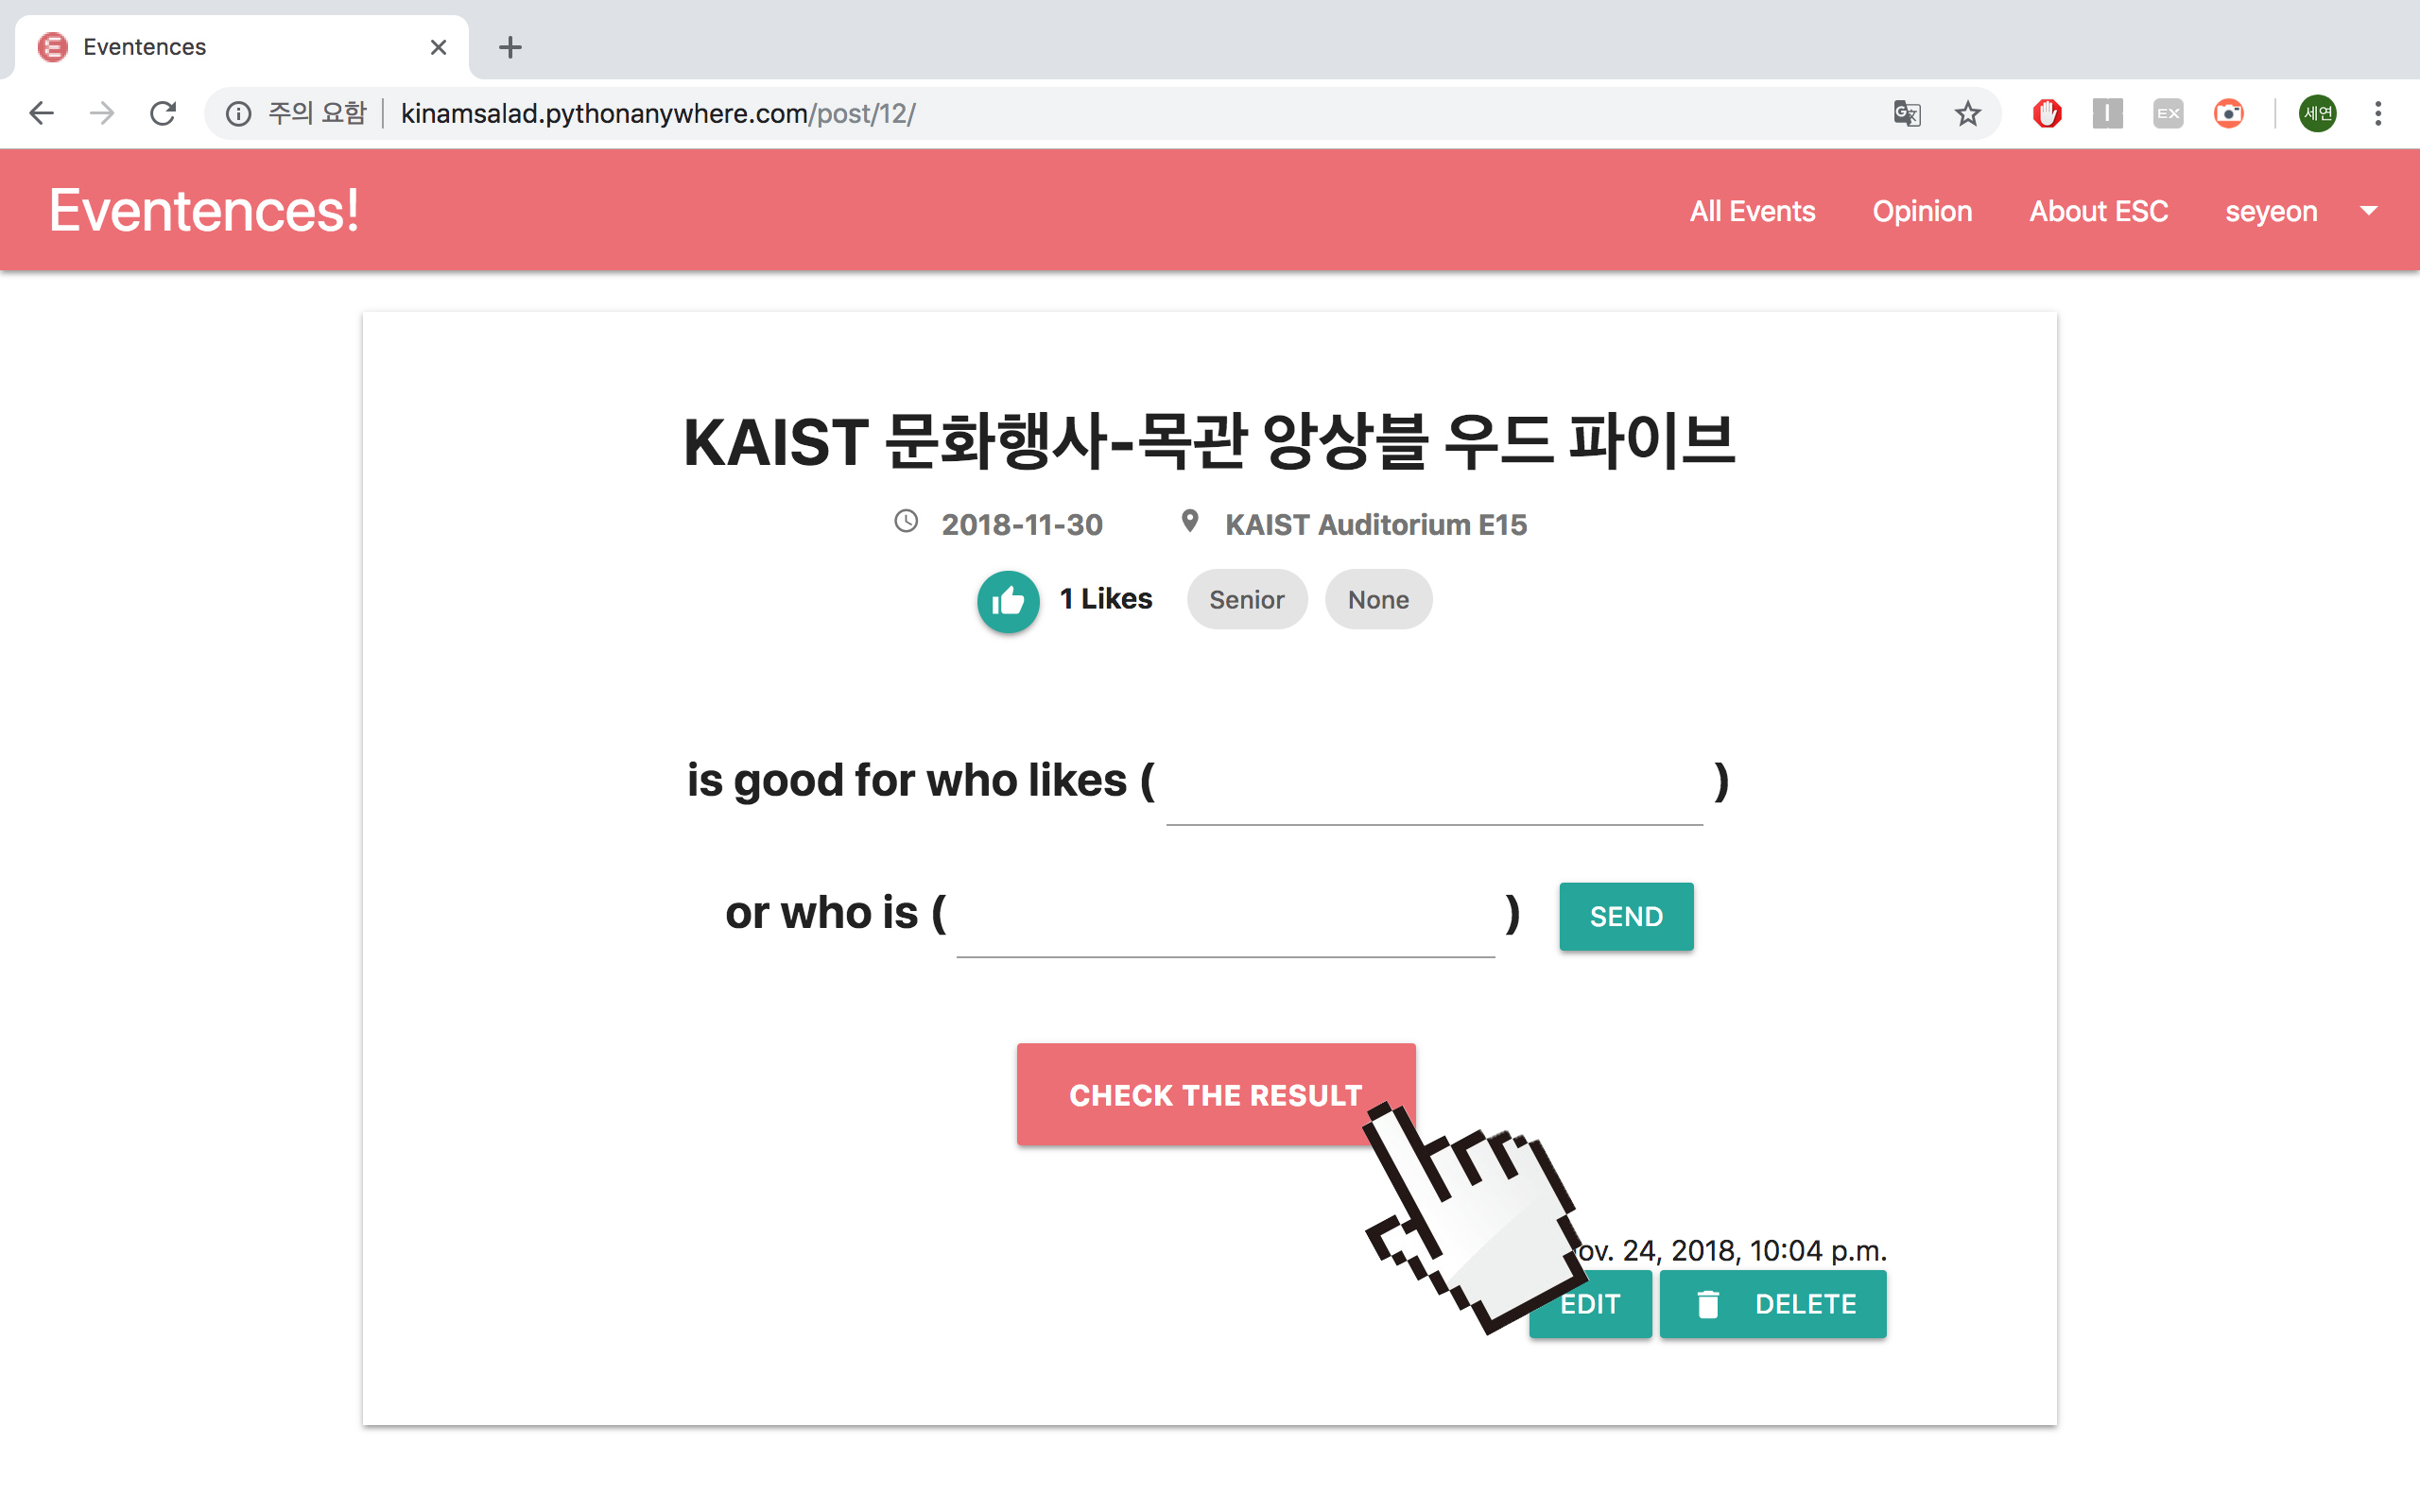 Eventences
주의 요함 kinamsalad.pythonanywhere.com/post/12/
EX
세연
Eventences!
All Events Opinion About ESC seyeon
KAIST 문화행사-목관 앙상블 우드 파이브
2018-11-30 KAIST Auditorium E15
1 Likes Senior None
is good for who likes ( )
or who is ( ) SEND
CHECK THE RESULT
24, 2018, 10:04 p.m.
EDIT DELETE